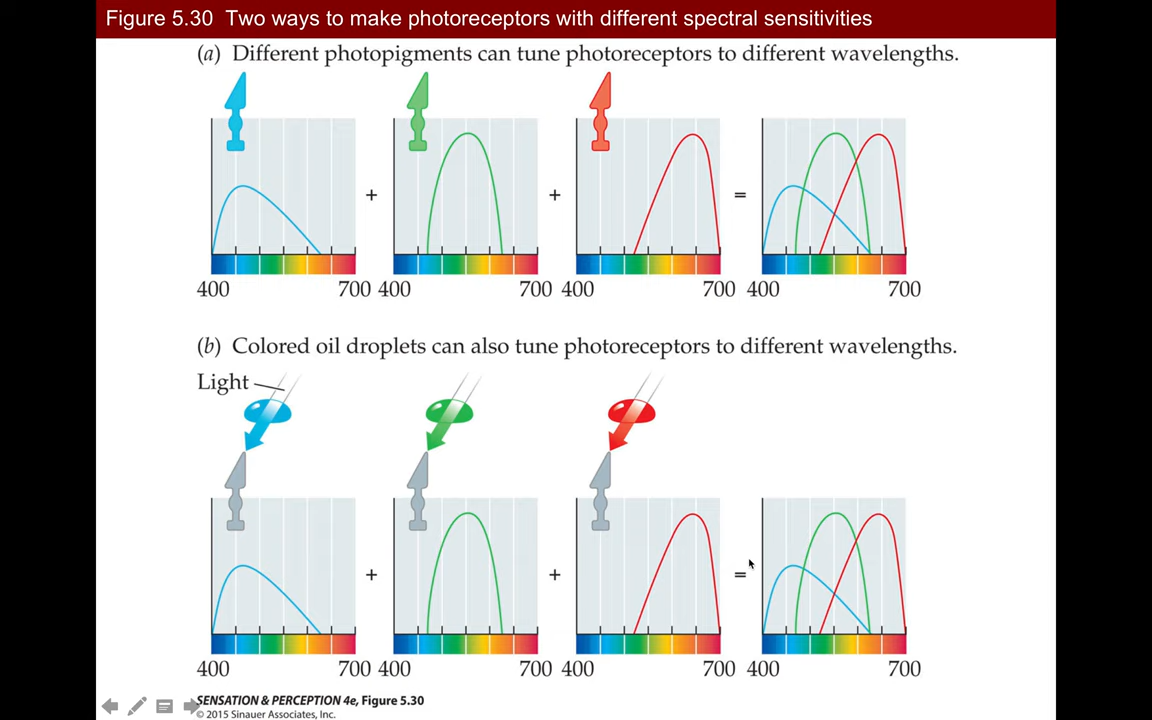 Figure 5.30 Two ways to make photoreceptors with different spectral sensitivities
(a) Different photopigments can tune photoreceptors to different wavelengths.
+ + =
400 700 400 700 400 700 400 700
(b) Colored oil droplets can also tune photoreceptors to different wavelengths.
Light
+ + =
400 700 400 700 400 700 400 700
SENSATION & PERCEPTION 4e, Figure 5.30
© 2015 Sinauer Associates, Inc.